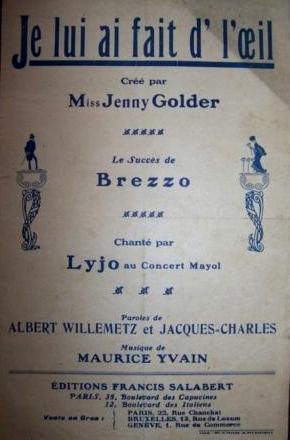 Je lui ai fait d' l'œil
Créé par
Miss Jenny Golder
Le Succès de
Brezzo
Chanté par
Lyjo au Concert Mayol
Paroles de
ALBERT WILLEMETZ et JACQUES-CHARLES
Musique de
MAURICE YVAIN
ÉDITIONS FRANCIS SALABERT
PARIS, 35, Boulevard des Capucines
12, Boulevard des Italiens
Vente en Gros :
PARIS, 22, Rue Chauchat
BRUXELLES, 13, Rue de Loxum
GENÈVE, 1, Rue du Commerce